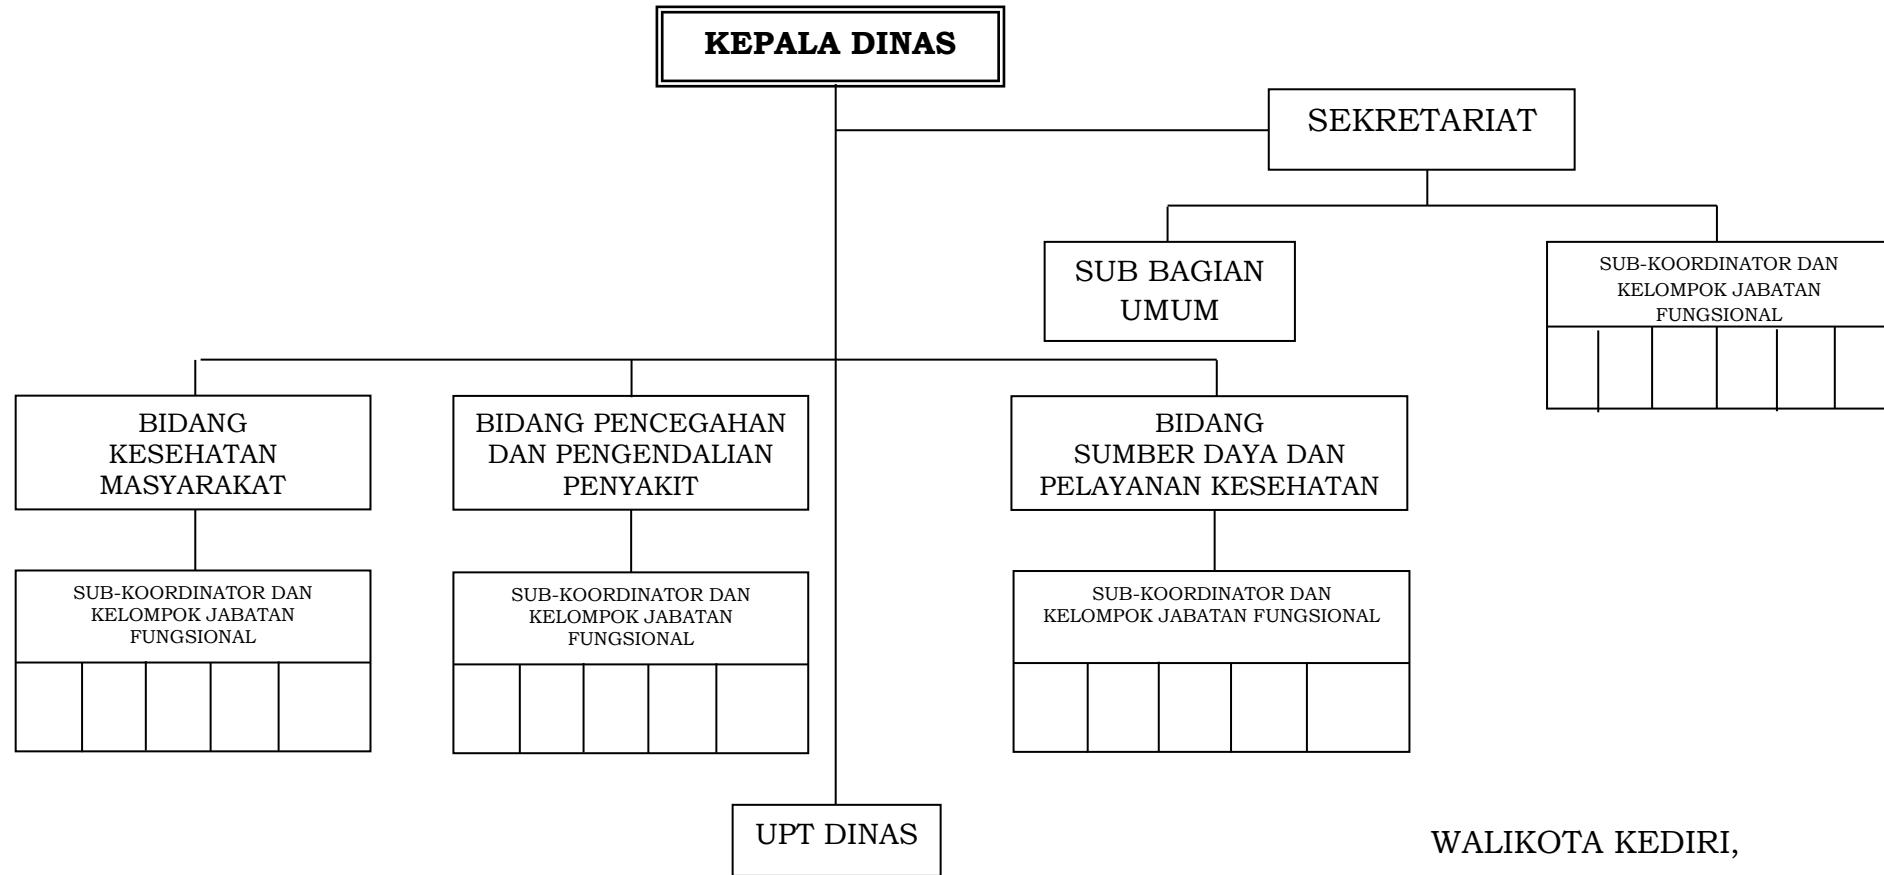 KEPALA DINAS
SEKRETARIAT
SUB BAGIAN
UMUM
SUB-KOORDINATOR DAN
KELOMPOK JABATAN
FUNGSIONAL
BIDANG
KESEHATAN
MASYARAKAT
BIDANG PENCEGAHAN
DAN PENGENDALIAN
PENYAKIT
BIDANG
SUMBER DAYA DAN
PELAYANAN KESEHATAN
SUB-KOORDINATOR DAN
KELOMPOK JABATAN
FUNGSIONAL
SUB-KOORDINATOR DAN
KELOMPOK JABATAN
FUNGSIONAL
SUB-KOORDINATOR DAN
KELOMPOK JABATAN FUNGSIONAL
UPT DINAS
WALIKOTA KEDIRI,